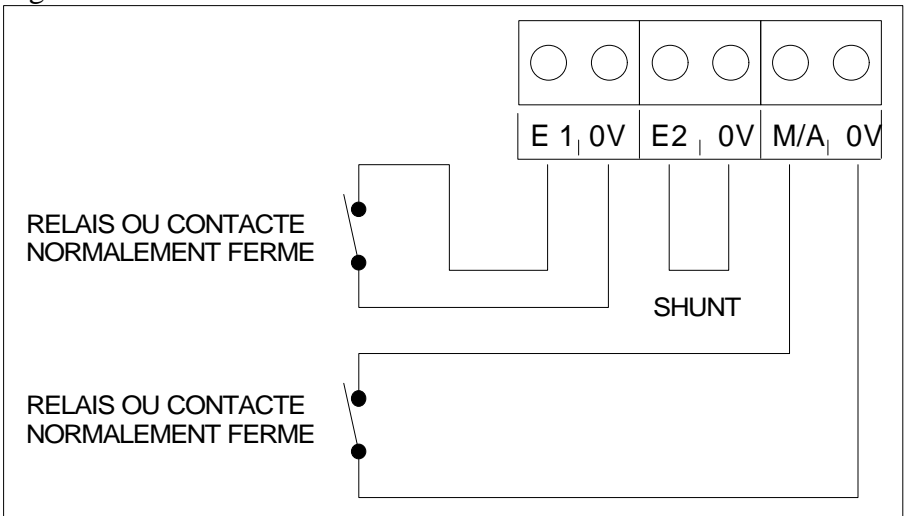 E 1 0V E2 0V M/A 0V
RELAIS OU CONTACTE
NORMALEMENT FERME
SHUNT
RELAIS OU CONTACTE
NORMALEMENT FERME